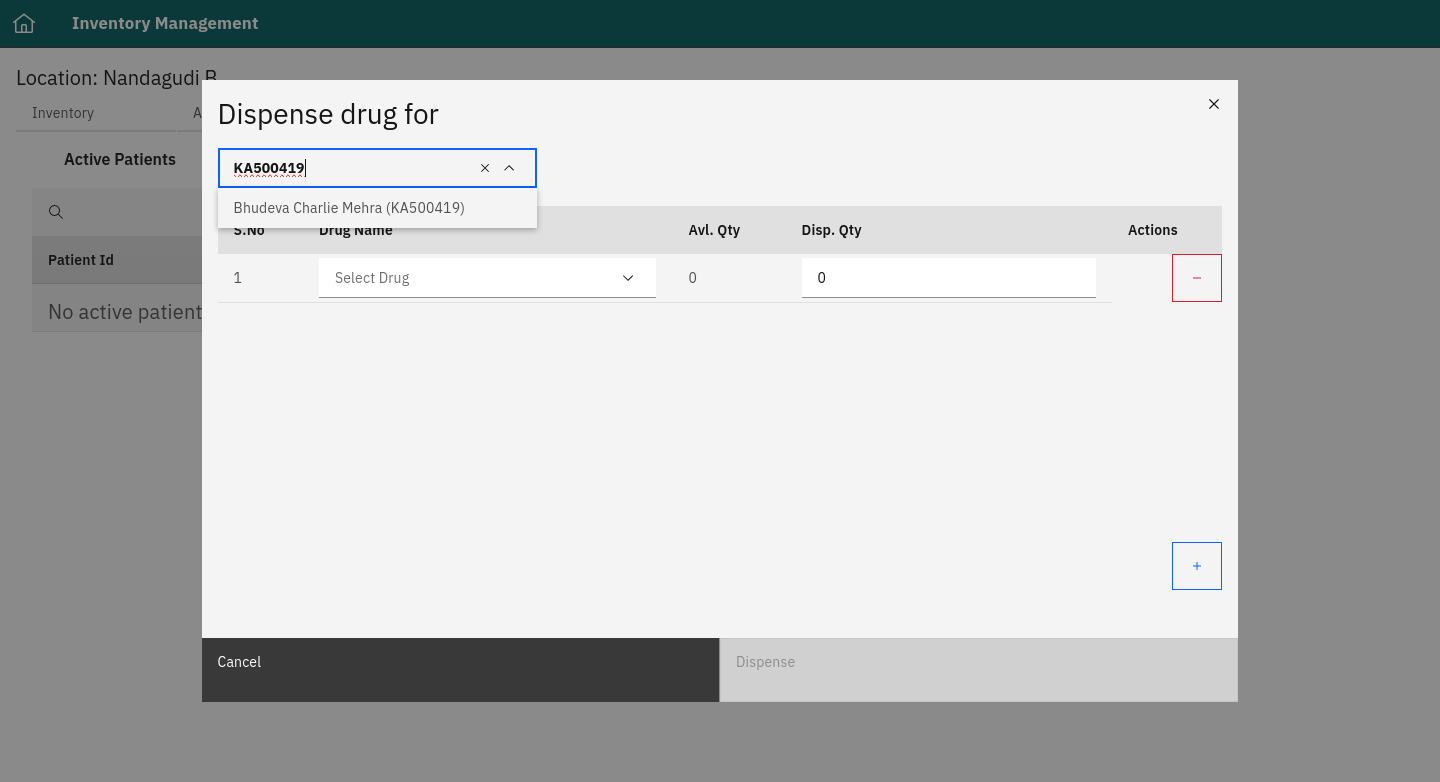 Inventory Management
Location: Nandagudi B
Inventory
A
Active Patients
Patient Id
No active patient
Dispense drug for
KA500419
Bhudeva Charlie Mehra (KA500419)
S.No Drug Name Avl. Qty Disp. Qty Actions
1 Select Drug 0 0
Cancel Dispense